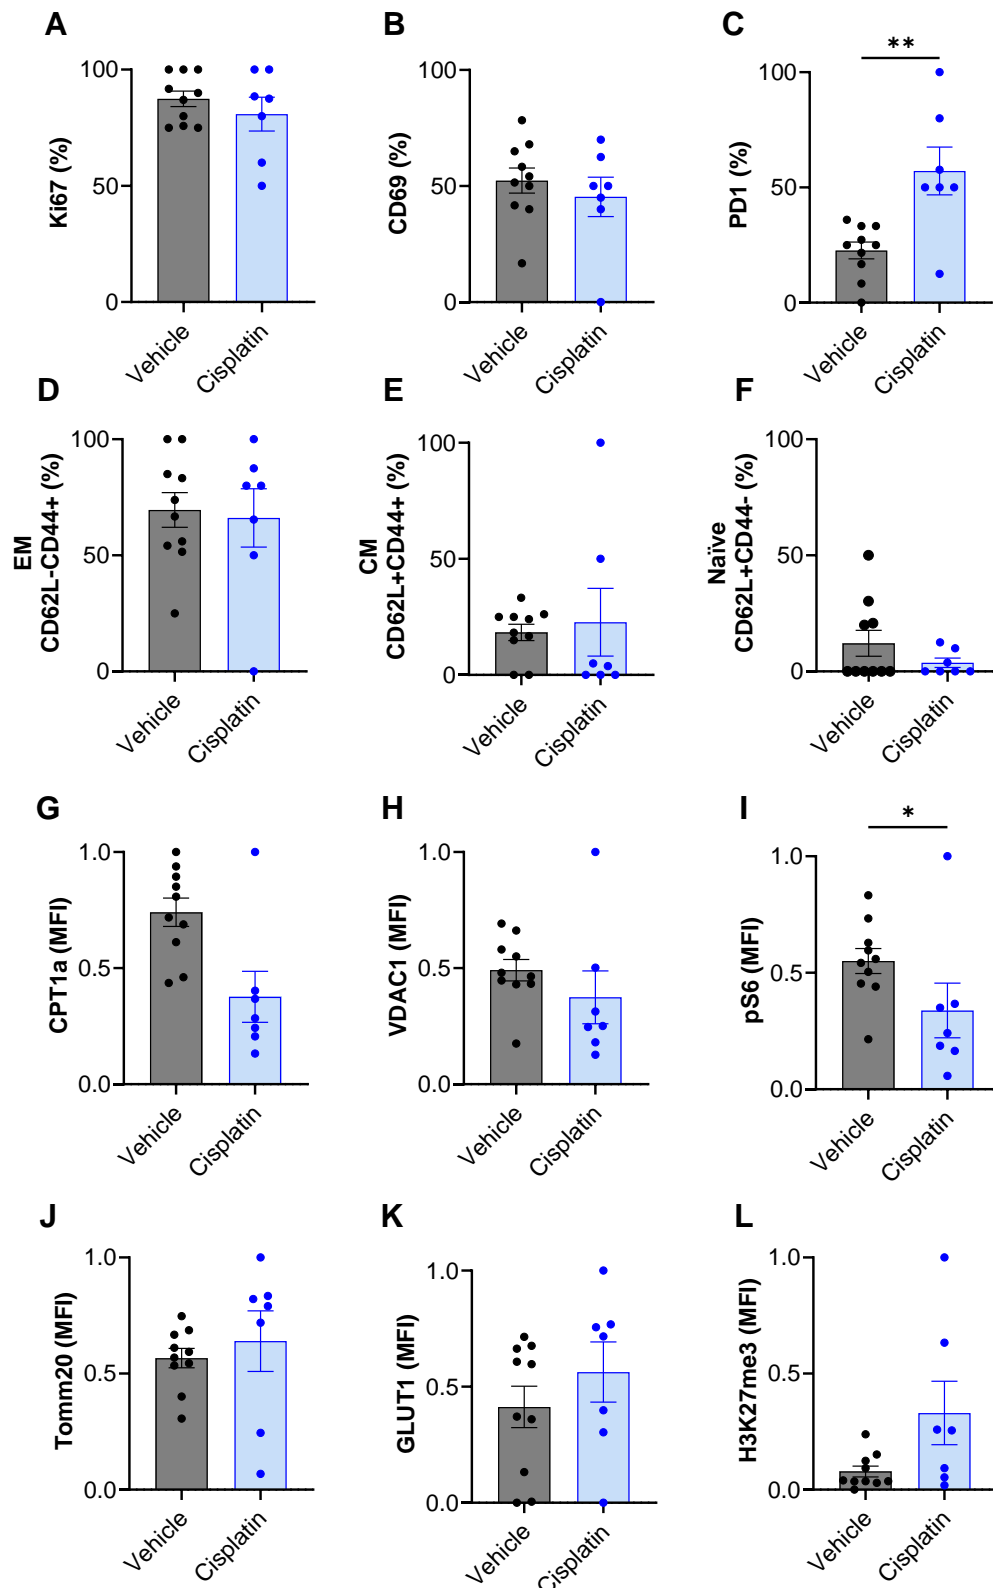 A
Ki67 (%)
100
50
0
Vehicle
Cisplatin
B
CD69 (%)
100
50
0
Vehicle
Cisplatin
C
**
PD1 (%)
100
50
0
Vehicle
Cisplatin
D
EM
CD62L-CD44+ (%)
100
50
0
Vehicle
Cisplatin
E
CM
CD62L+CD44+ (%)
100
50
0
Vehicle
Cisplatin
F
Naïve
CD62L+CD44- (%)
100
50
0
Vehicle
Cisplatin
G
CPT1a (MFI)
1.0
0.5
0.0
Vehicle
Cisplatin
H
VDAC1 (MFI)
1.0
0.5
0.0
Vehicle
Cisplatin
I
*
pS6 (MFI)
1.0
0.5
0.0
Vehicle
Cisplatin
J
Tomm20 (MFI)
1.0
0.5
0.0
Vehicle
Cisplatin
K
GLUT1 (MFI)
1.0
0.5
0.0
Vehicle
Cisplatin
L
H3K27me3 (MFI)
1.0
0.5
0.0
Vehicle
Cisplatin